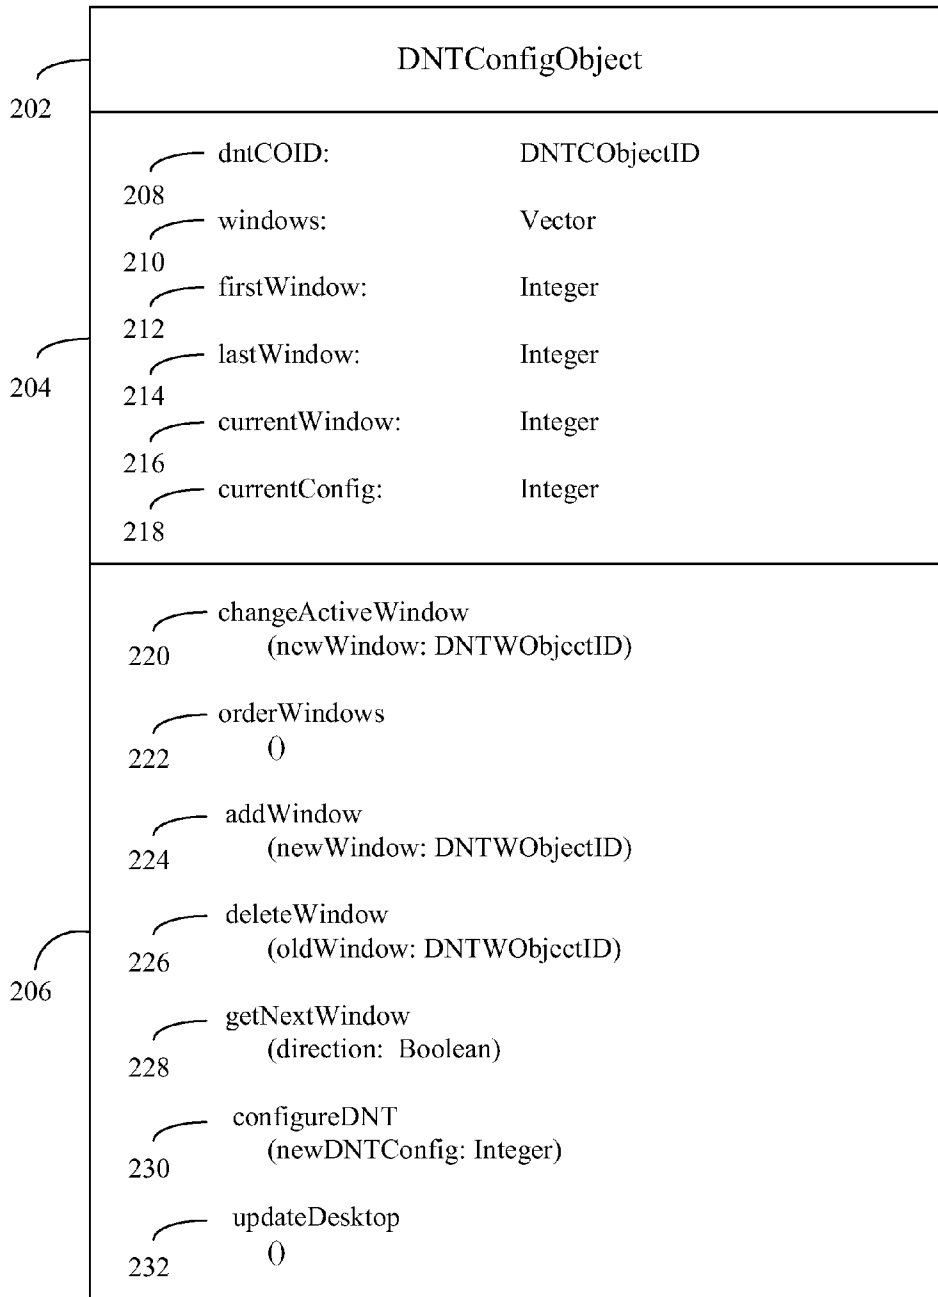 DNTConfigObject
202
dntCOID: DNTCObjectID
208
windows: Vector
210
firstWindow: Integer
212
204
lastWindow: Integer
214
currentWindow: Integer
216
currentConfig: Integer
218
changeActiveWindow
(newWindow: DNTWObjectID)
220
orderWindows
()
222
addWindow
(newWindow: DNTWObjectID)
224
deleteWindow
(oldWindow: DNTWObjectID)
226
206
getNextWindow
(direction: Boolean)
228
configureDNT
(newDNTConfig: Integer)
230
updateDesktop
()
232